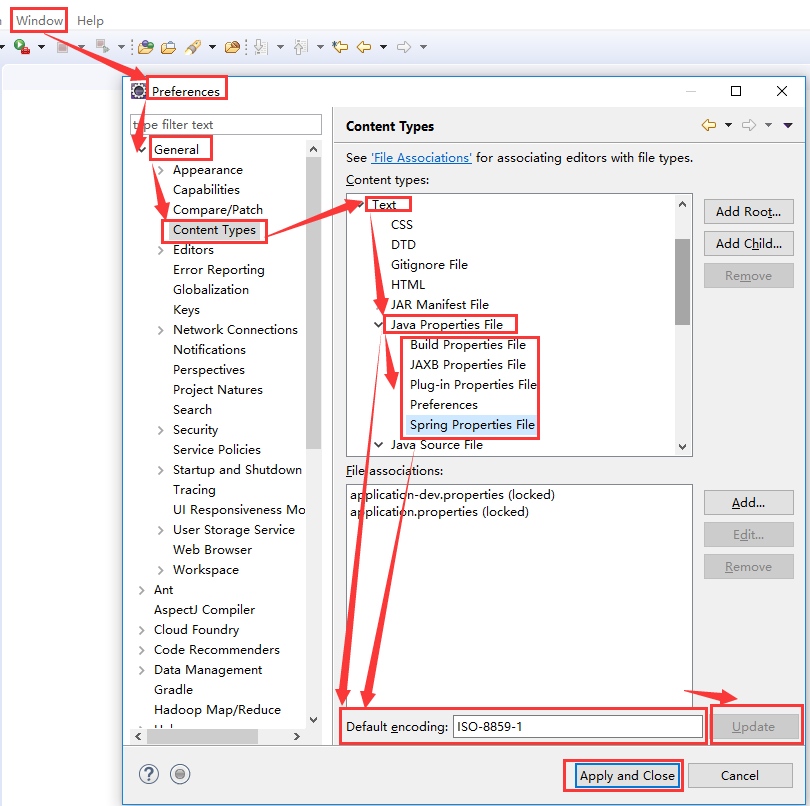 Window Help
Preferences
type filter text
General
Appearance
Capabilities
Compare/Patch
Content Types
Editors
Error Reporting
Globalization
Keys
Network Connections
Notifications
Perspectives
Project Natures
Search
Security
Service Policies
Startup and Shutdown
Tracing
UI Responsiveness Mo
User Storage Service
Web Browser
Workspace
Ant
AspectJ Compiler
Cloud Foundry
Code Recommenders
Data Management
Gradle
Hadoop Map/Reduce
Content Types
See 'File Associations' for associating editors with file types.
Content types:
Text
CSS
DTD
Gitignore File
HTML
JAR Manifest File
Java Properties File
Build Properties File
JAXB Properties File
Plug-in Properties File
Preferences
Spring Properties File
Java Source File
Add Root...
Add Child...
Remove
File associations:
application-dev.properties (locked)
application.properties (locked)
Add...
Edit...
Remove
Default encoding: ISO-8859-1
Update
?
Apply and Close
Cancel